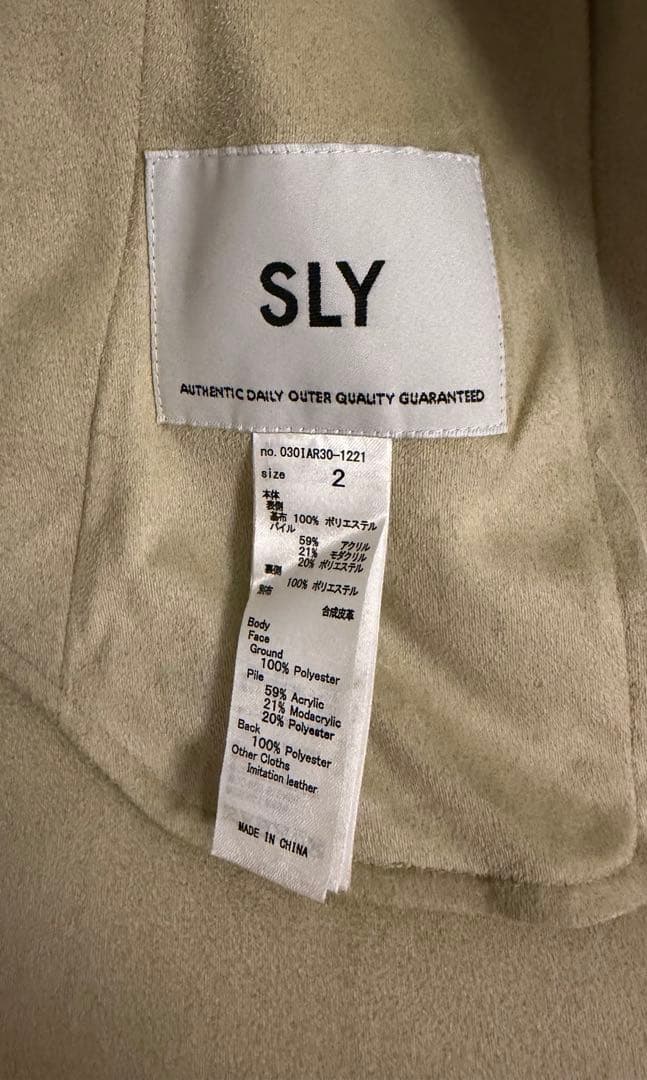 SLY
AUTHENTIC DAILY OUTER QUALITY GUARANTEED
no. 030IAR30-1221
size 2
本体
表側
基布 100% ポリエステル
パイル
59% アクリル
21% モダクリル
20% ポリエステル
裏側
100% ポリエステル
別布
合成皮革
Body
Face
Ground
100% Polyester
Pile
59% Acrylic
21% Modacrylic
20% Polyester
Back
100% Polyester
Other Cloths
Imitation leather
MADE IN CHINA